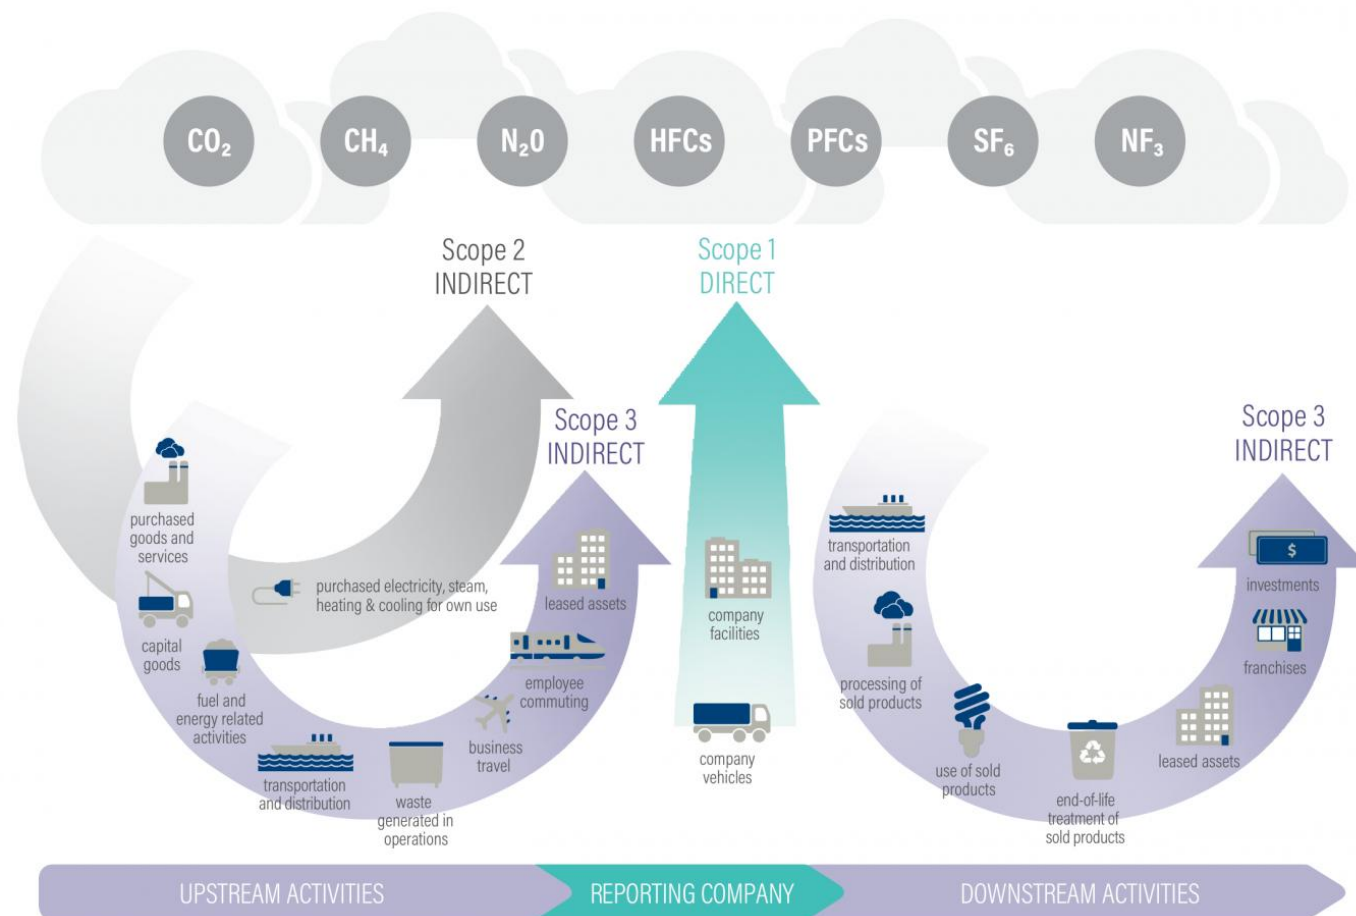 CO₂
CH₄
N₂O
HFCs
PFCs
SF₆
NF₃
Scope 2
INDIRECT
Scope 1
DIRECT
Scope 3
INDIRECT
Scope 3
INDIRECT
purchased
goods and
services
capital
goods
fuel and
energy related
activities
transportation
and distribution
waste
generated in
operations
business
travel
employee
commuting
leased assets
purchased electricity, steam,
heating & cooling for own use
company
facilities
company
vehicles
transportation
and distribution
processing of
sold products
use of sold
products
end-of-life
treatment of
sold products
leased assets
franchises
$
investments
UPSTREAM ACTIVITIES
REPORTING COMPANY
DOWNSTREAM ACTIVITIES